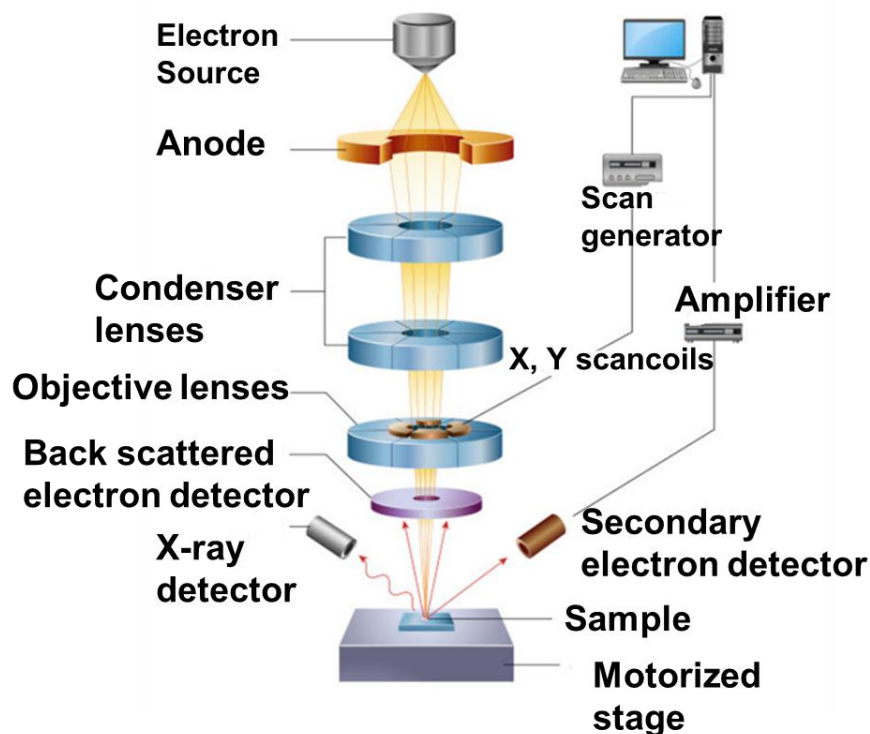 Electron
Source
Anode
Scan
generator
Condenser
lenses
Amplifier
X, Y scancoils
Objective lenses
Back scattered
electron detector
X-ray
detector
Secondary
electron detector
Sample
Motorized
stage